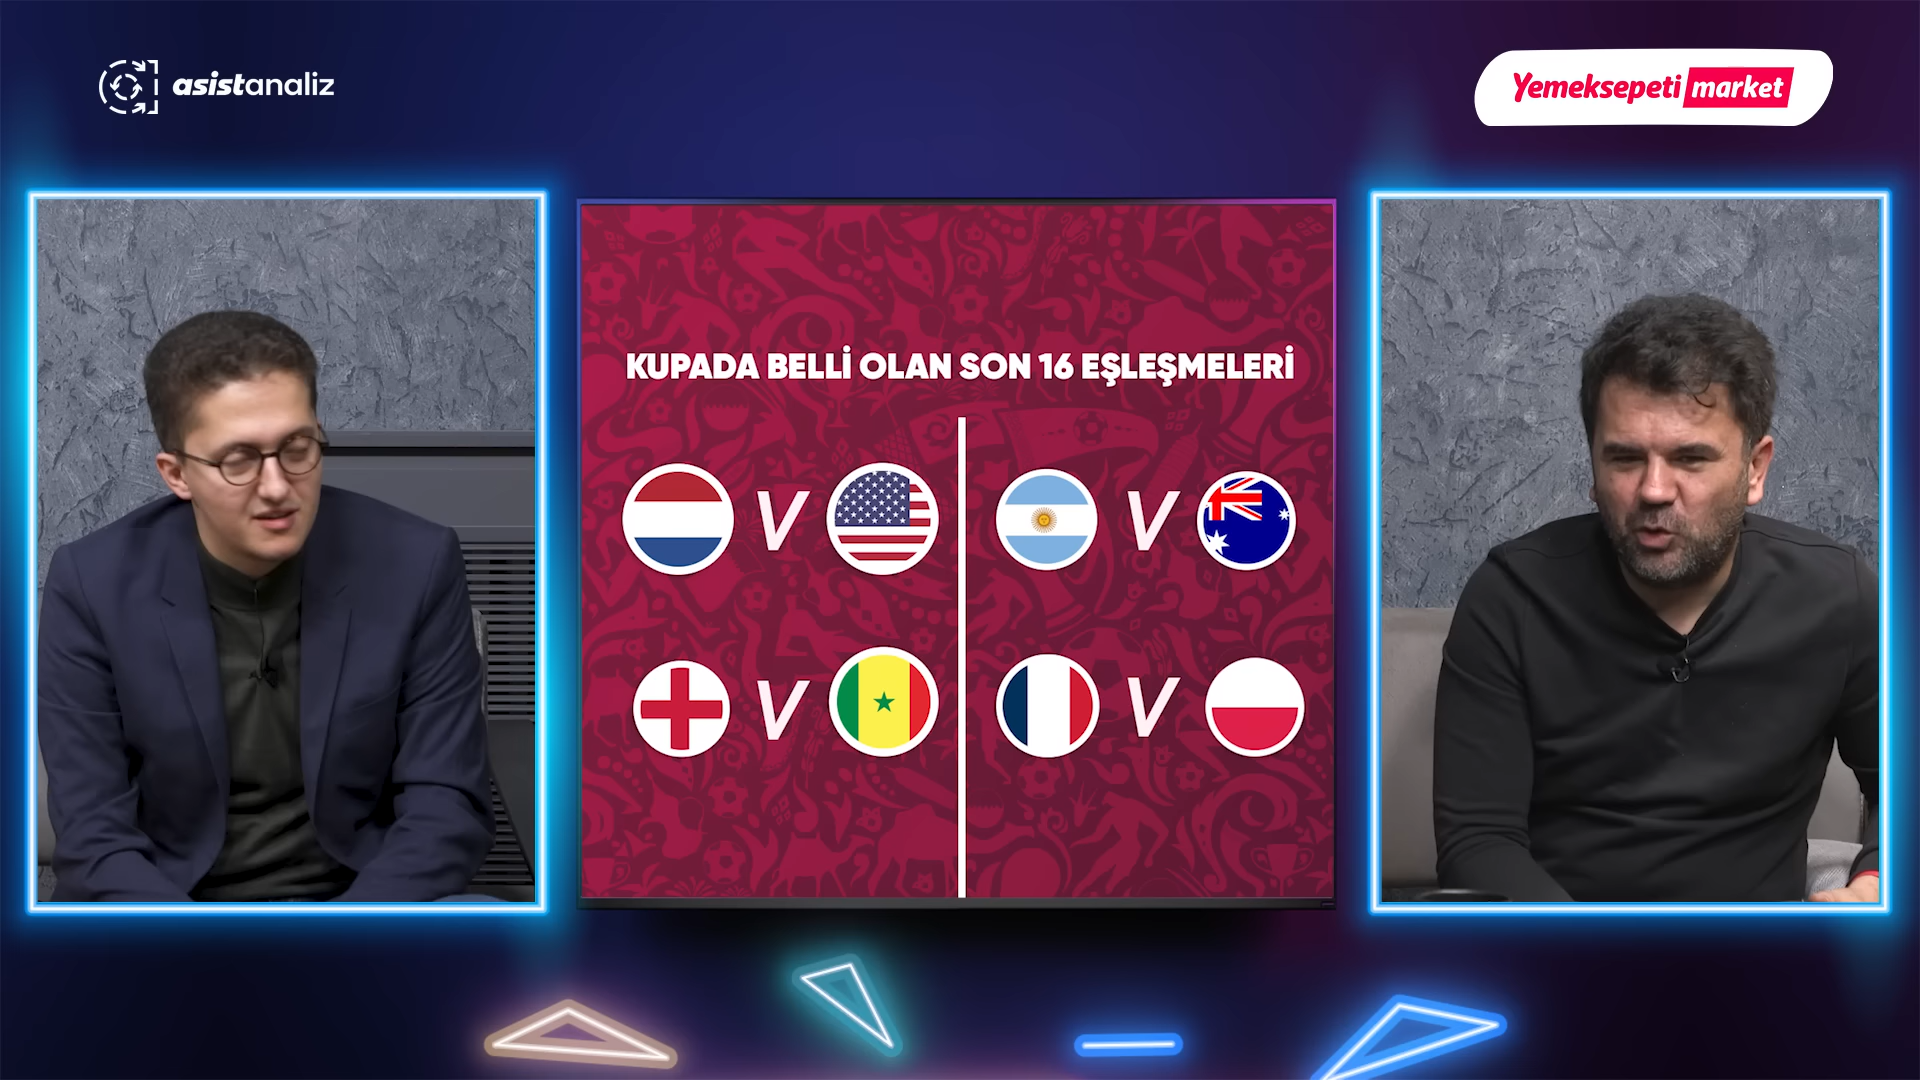 asistanaliz
Yemeksepeti market
KUPADA BELLİ OLAN SON 16 EŞLEŞMELERİ
V
V
V
V